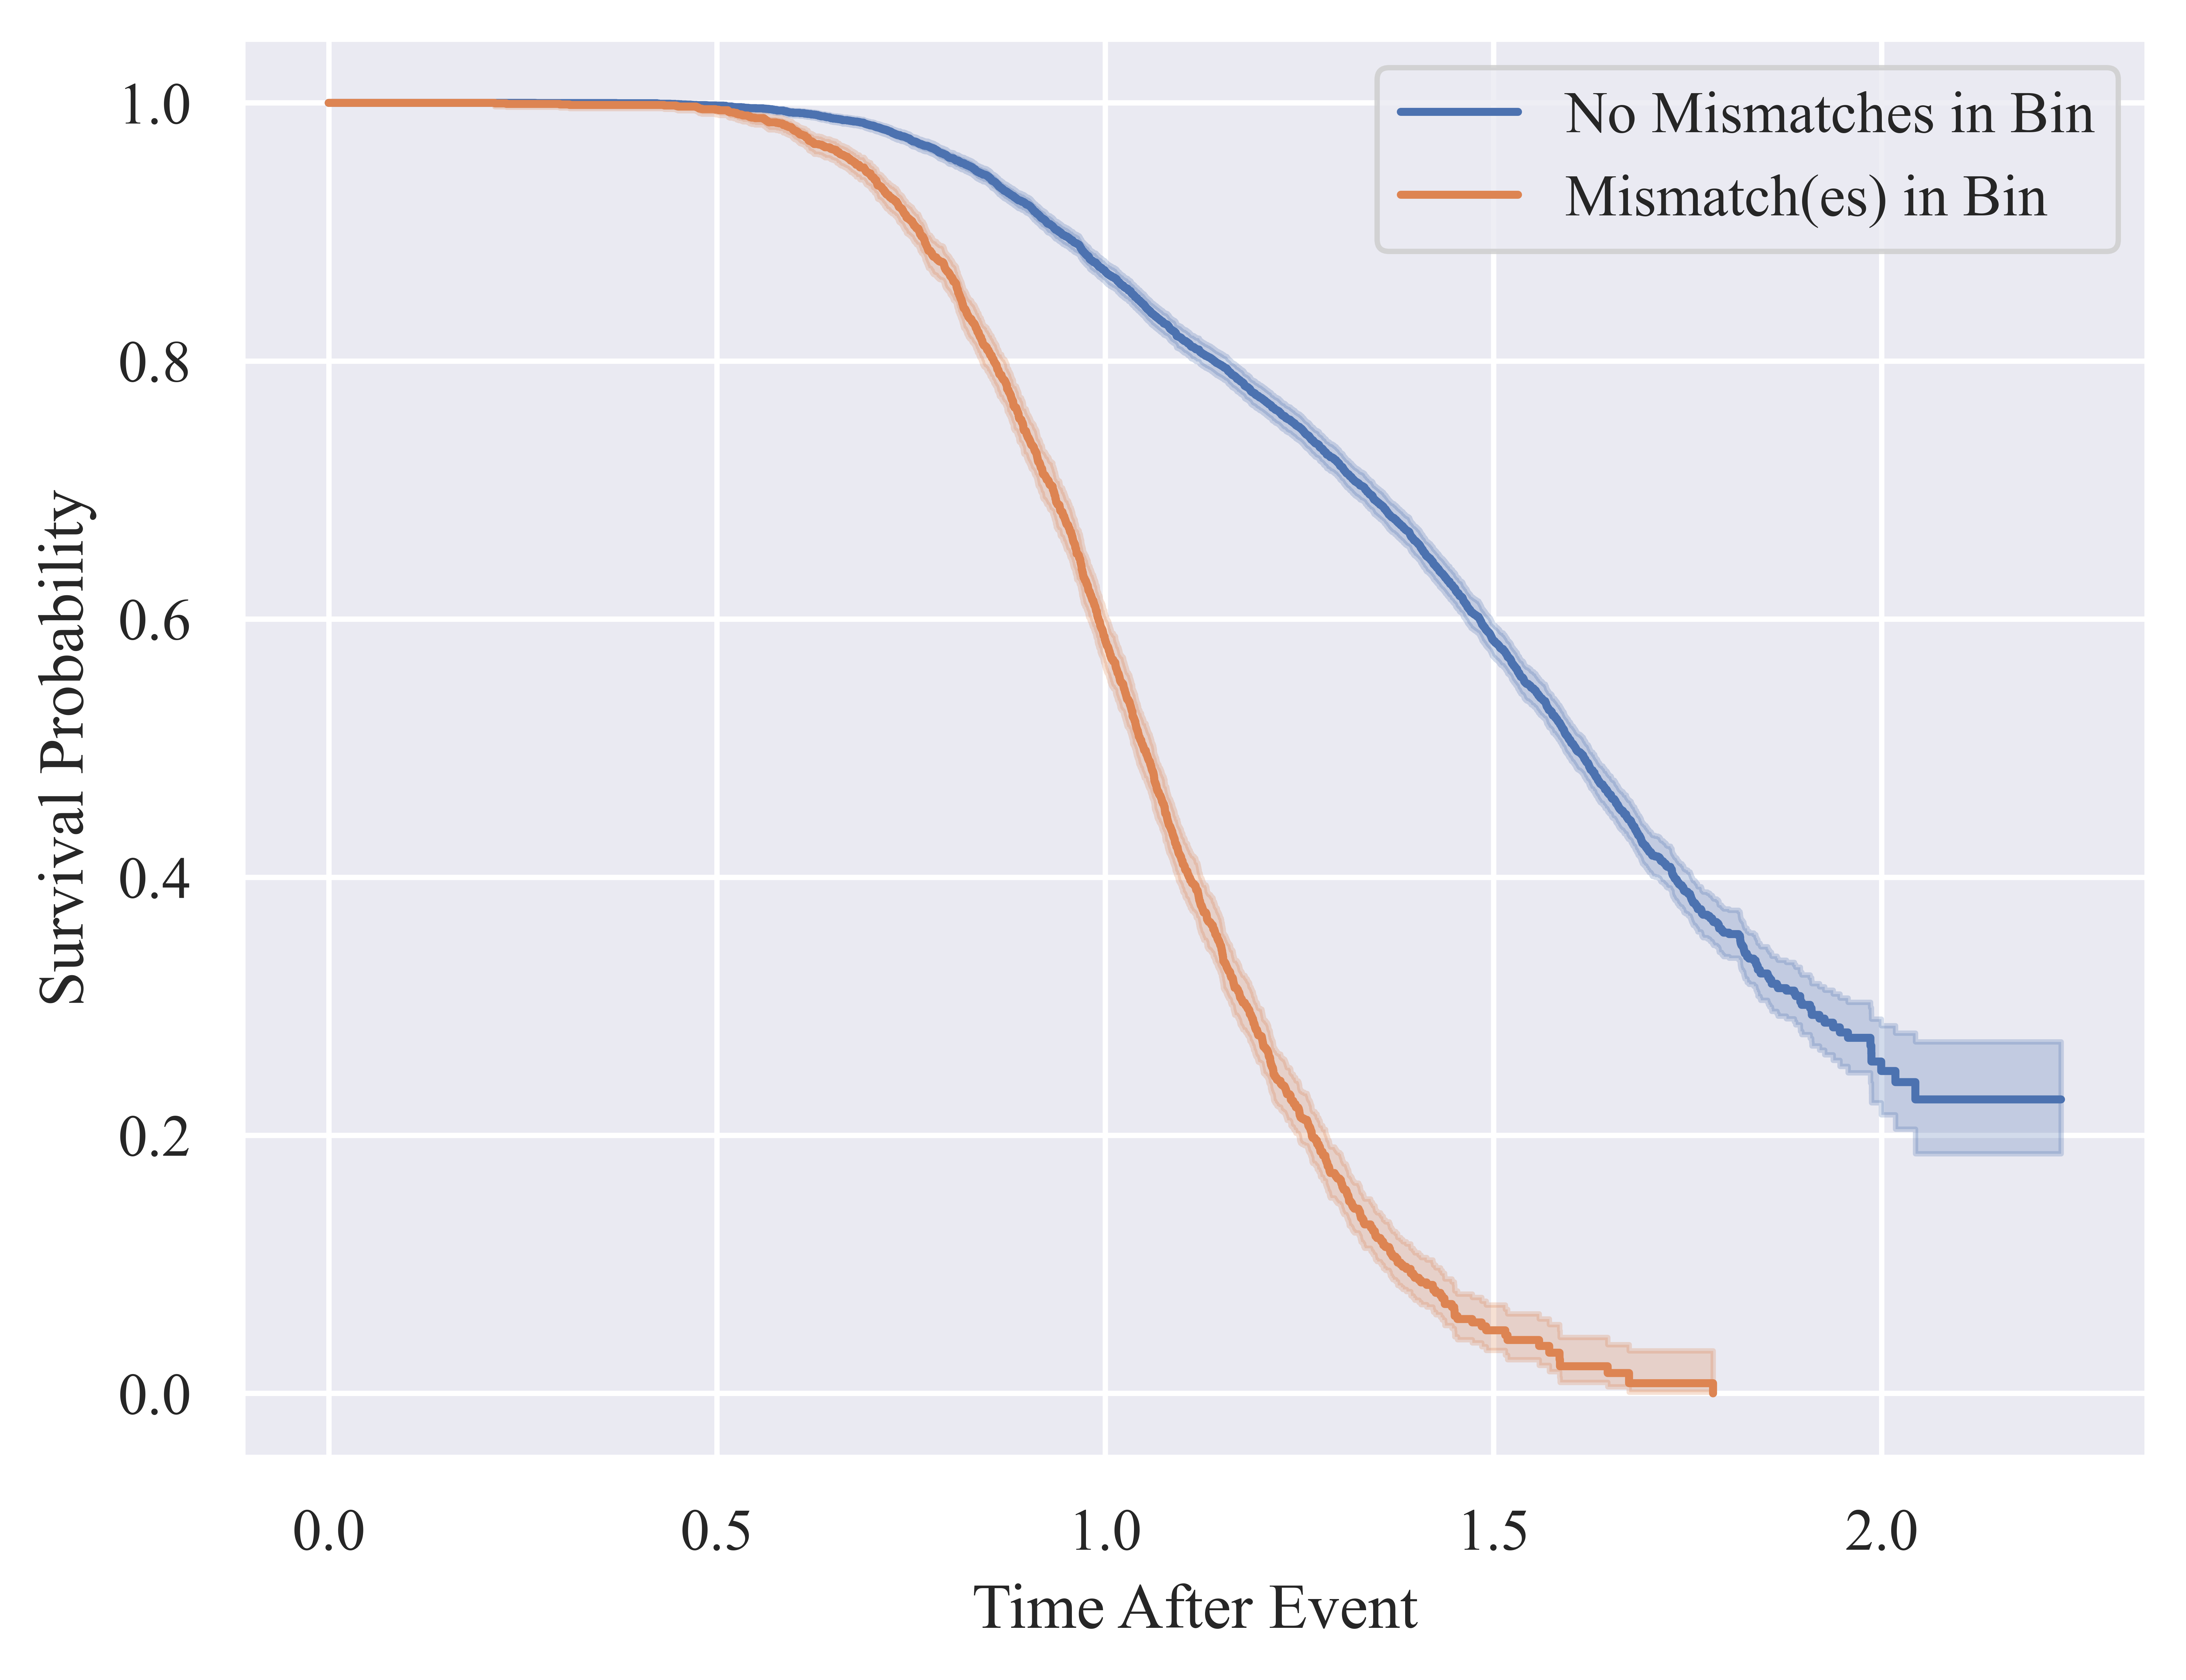 No Mismatches in Bin
Mismatch(es) in Bin
1.0
0.8
0.6
0.4
0.2
0.0
Survival Probability
0.0 0.5 1.0 1.5 2.0
Time After Event